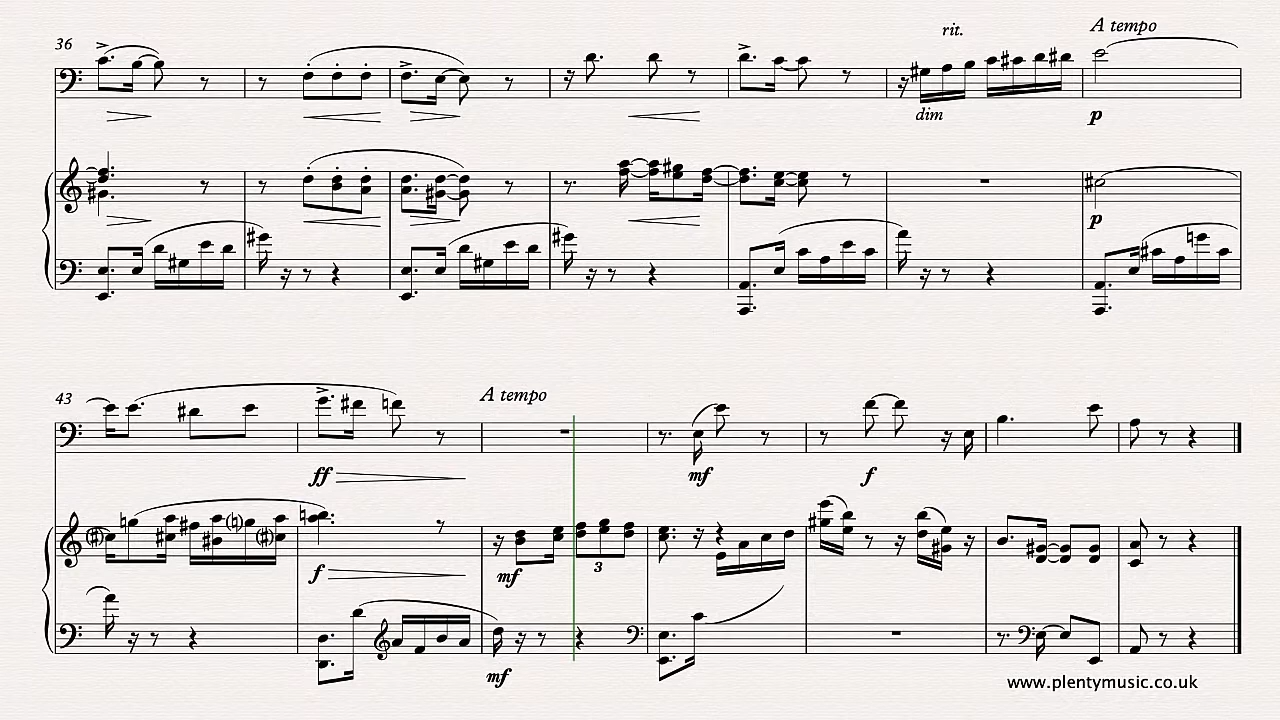 rit.
A tempo
36
dim
p
p
43
A tempo
ff
mf
f
f
mf
3
mf
www.plentymusic.co.uk